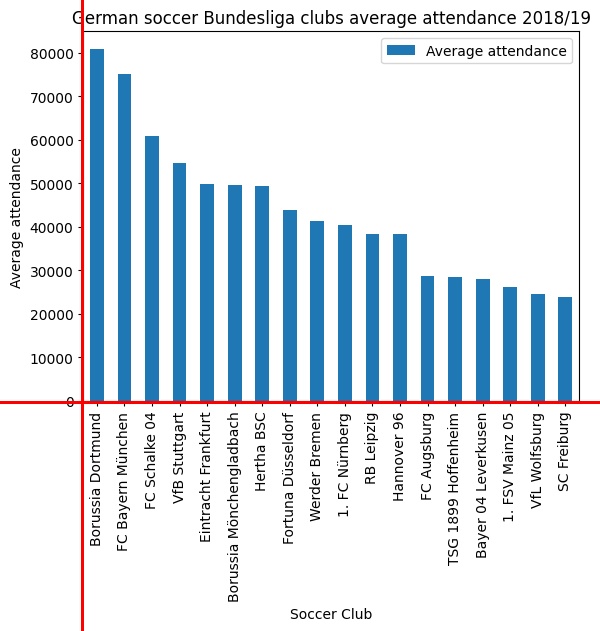 German soccer Bundesliga clubs average attendance 2018/19
Average attendance
80000
70000
60000
50000
40000
30000
20000
10000
0
Average attendance
Borussia Dortmund
FC Bayern München
FC Schalke 04
VfB Stuttgart
Eintracht Frankfurt
Borussia Mönchengladbach
Hertha BSC
Fortuna Düsseldorf
Werder Bremen
1. FC Nürnberg
RB Leipzig
Hannover 96
FC Augsburg
TSG 1899 Hoffenheim
Bayer 04 Leverkusen
1. FSV Mainz 05
VfL Wolfsburg
SC Freiburg
Soccer Club